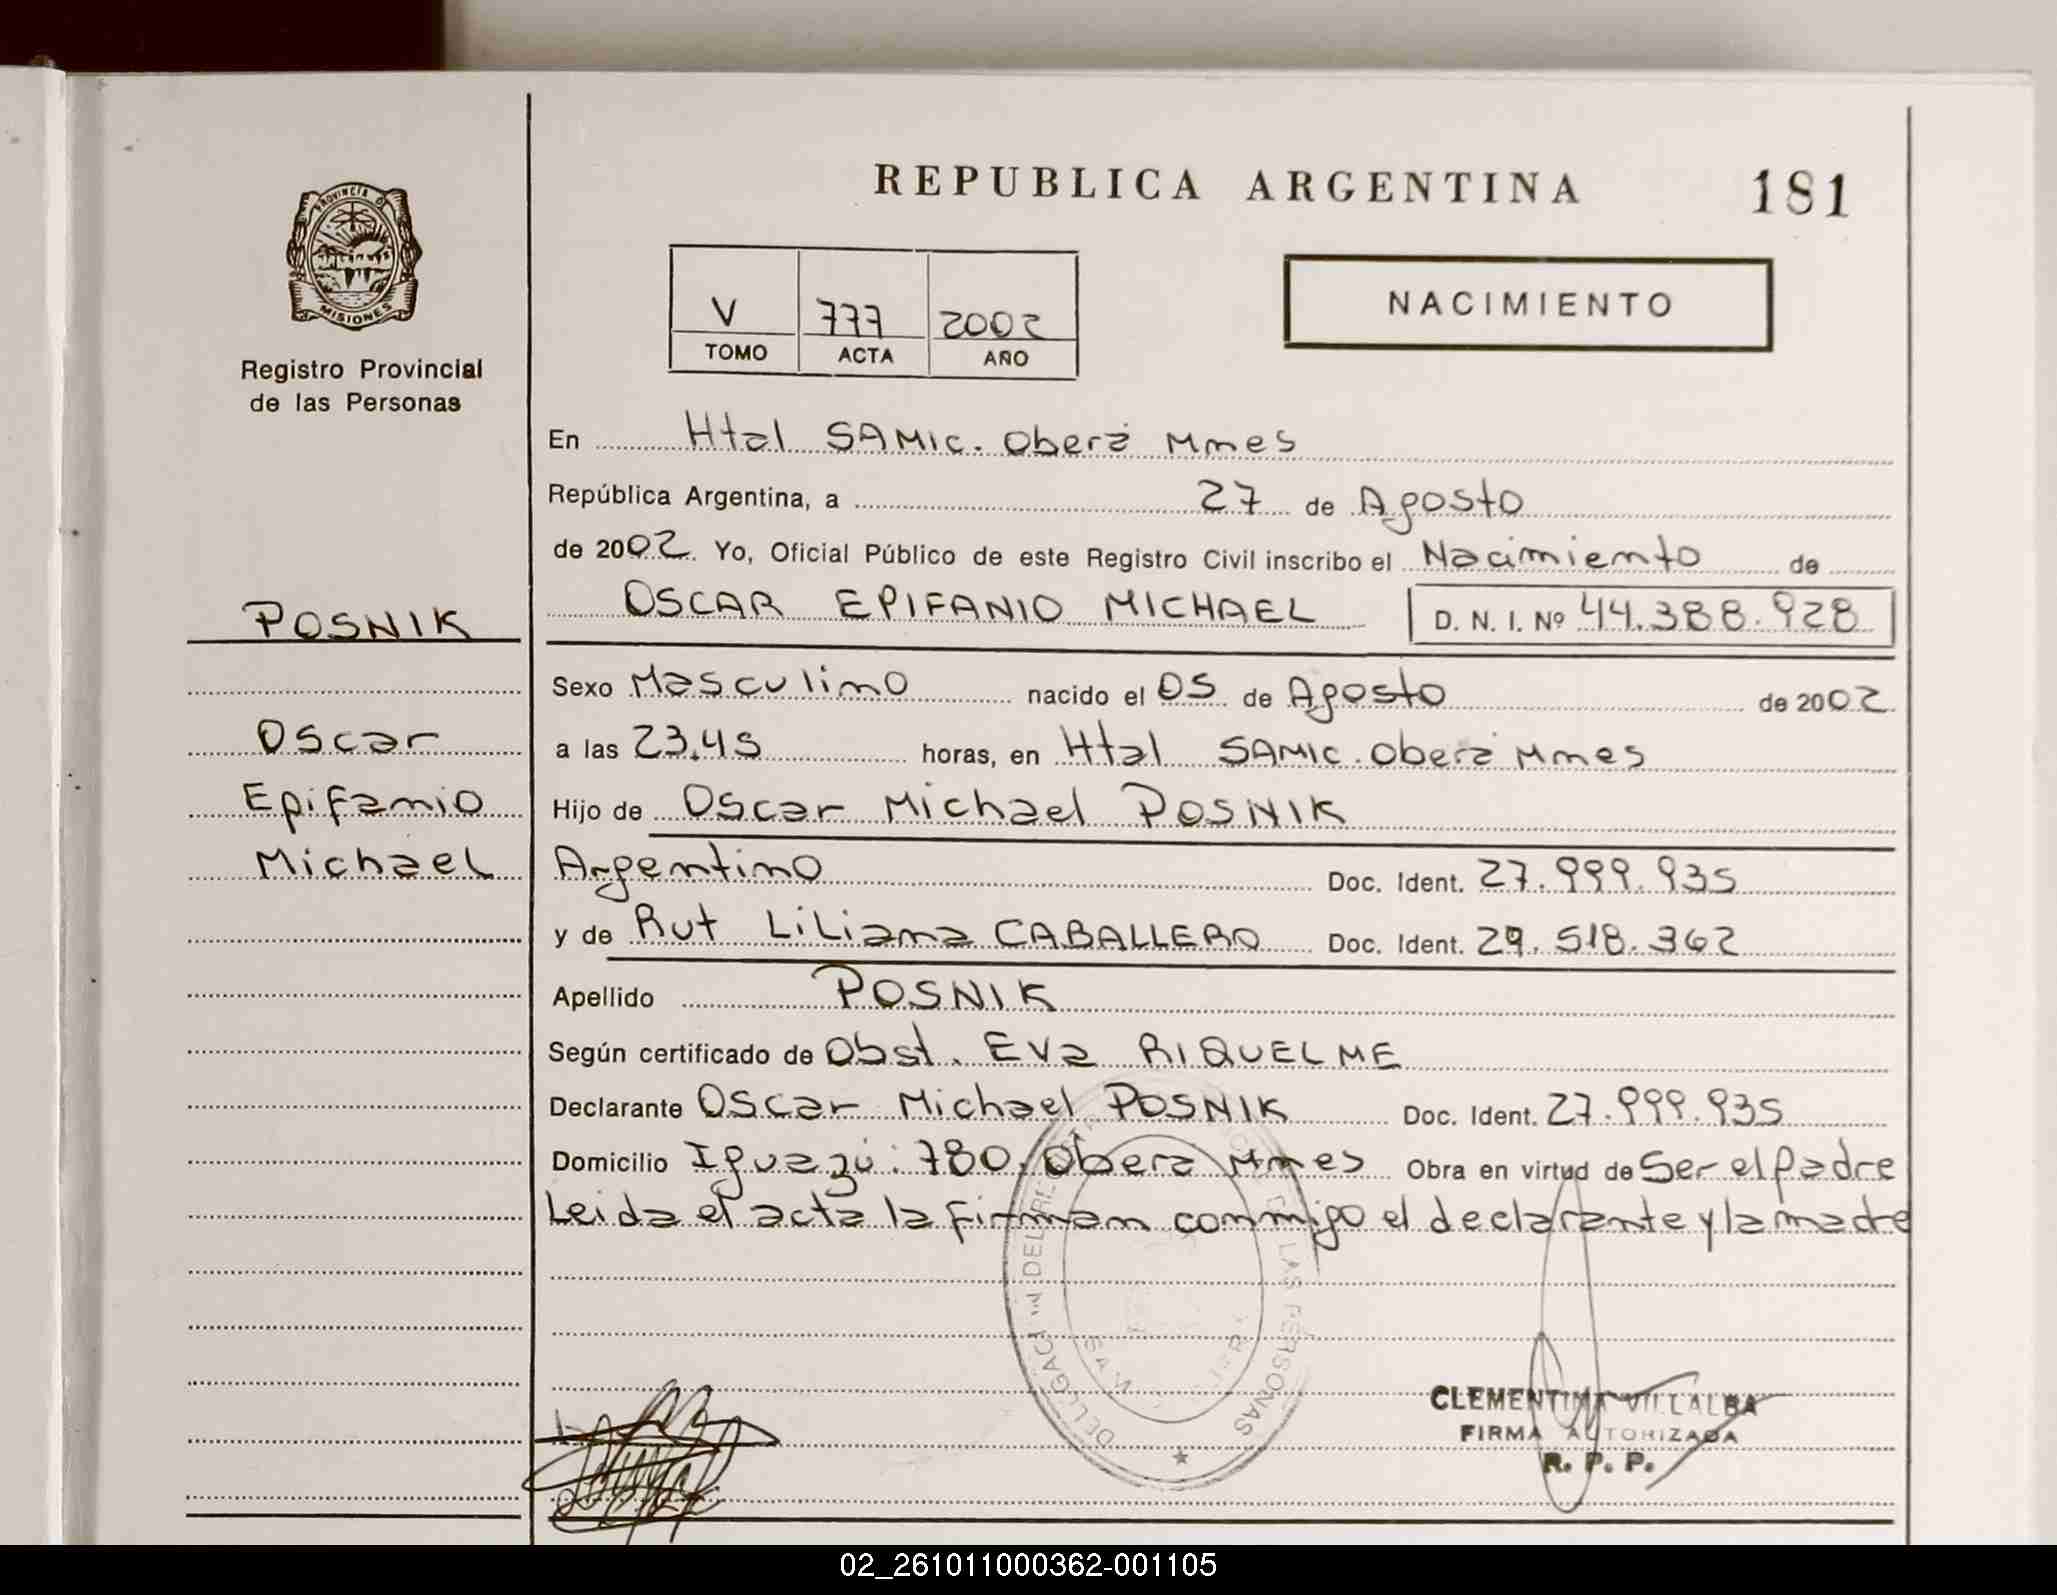 REPUBLICA ARGENTINA
181
PROVINCIA DE
MISIONES
Registro Provincial
de las Personas
V 777 2002
TOMO ACTA AÑO
NACIMIENTO
En Htal SAMIC. Oberá Mnes
República Argentina, a 27 de Agosto
de 2002. Yo, Oficial Público de este Registro Civil inscribo el Nacimiento de
POSNIK
OSCAR EPIFANIO MICHAEL D. N. I. Nº 44.388.928
Sexo Masculino nacido el 05 de Agosto de 2002
Oscar
a las 23.45 horas, en Htal SAMIC. Oberá Mnes
Epifanio
Hijo de Oscar Michael POSNIK
Michael
Argentino Doc. Ident. 27.999.935
y de Rut Liliana CABALLERO Doc. Ident. 29.518.362
Apellido POSNIK
Según certificado de Obst. Eva RIQUELME
Declarante Oscar Michael POSNIK Doc. Ident. 27.999.935
Domicilio Iguazú: 780. Oberá Mnes Obra en virtud de Ser el Padre
Leida el acta la firman conmigo el declarante y la madre
DE LAS PERSONAS
CLEMENTINA VILLALBA
FIRMA AUTORIZADA
R. P. P.
02_261011000362-001105